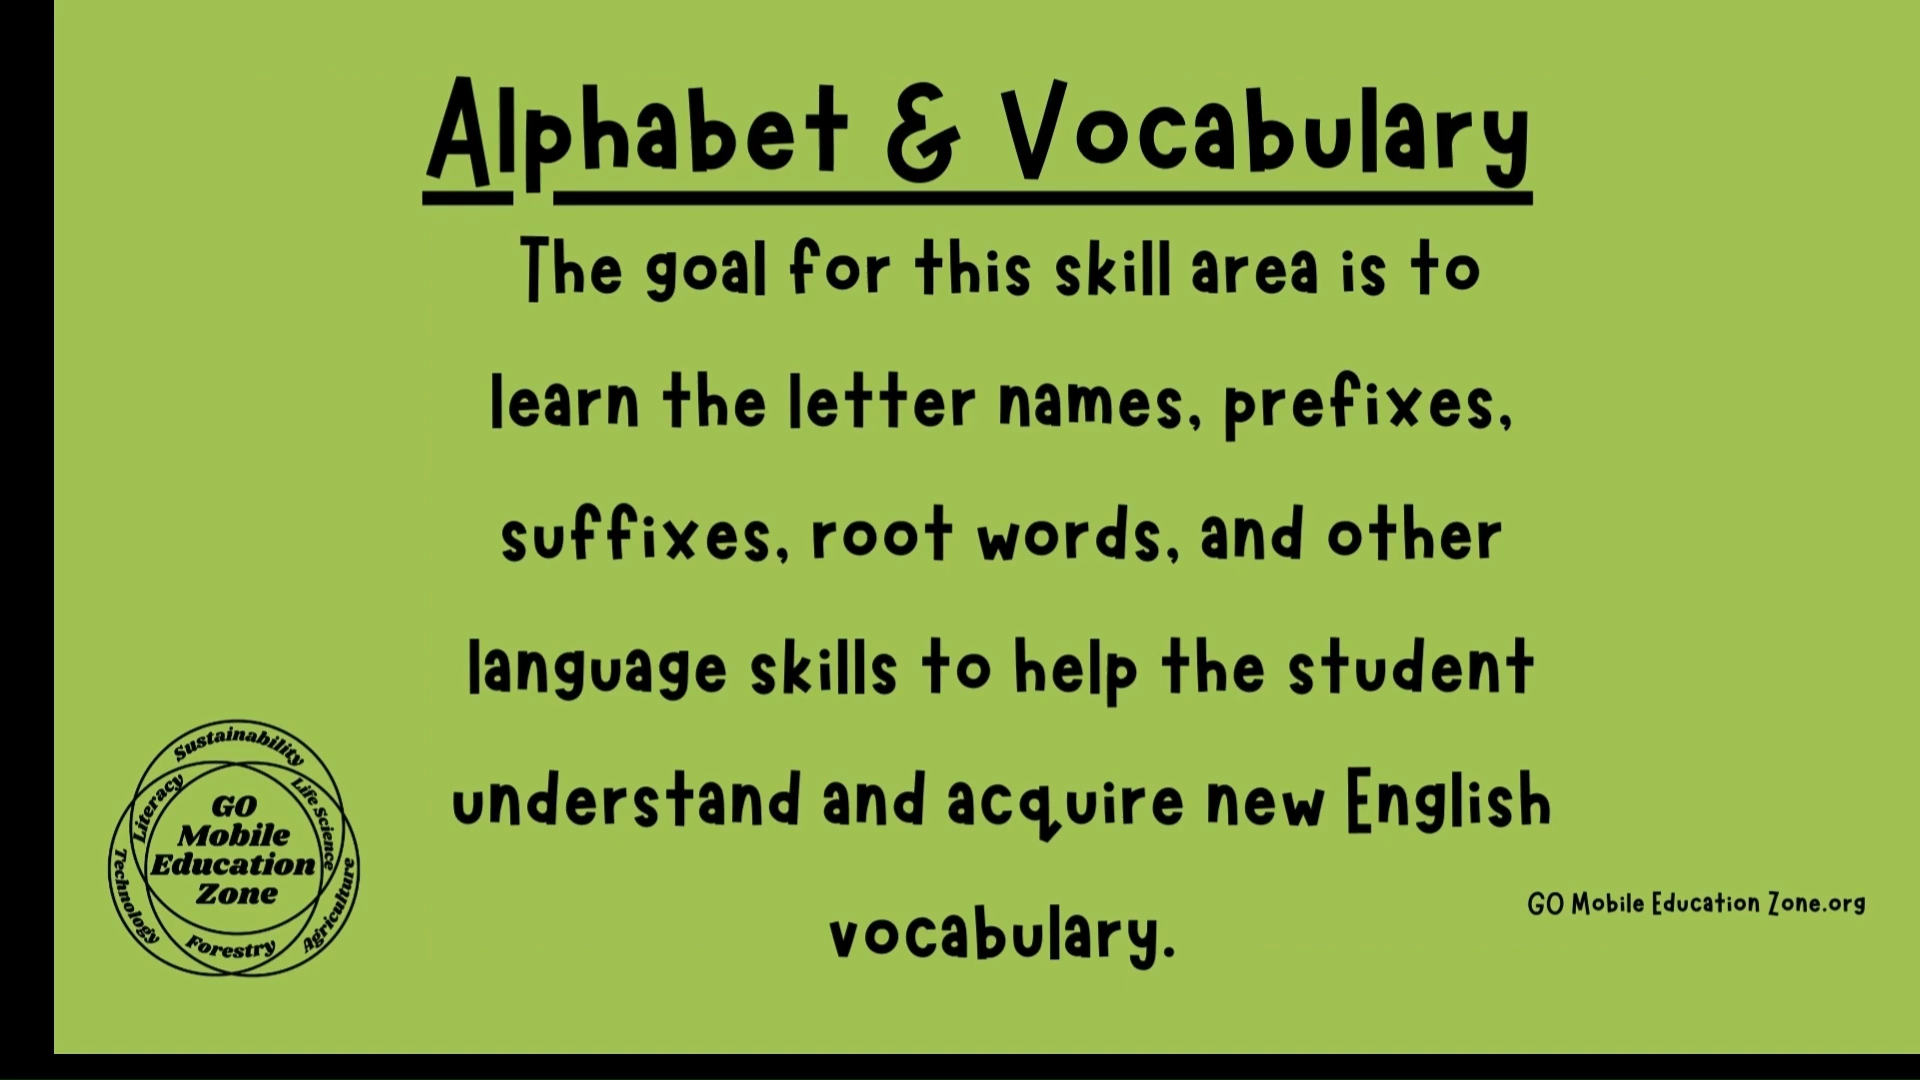 Alphabet & Vocabulary
The goal for this skill area is to
learn the letter names, prefixes,
suffixes, root words, and other
language skills to help the student
understand and acquire new English
vocabulary.
Sustainability
Literacy
Life Science
GO
Mobile
Education
Zone
Technology
Agriculture
Forestry
GO Mobile Education Zone.org